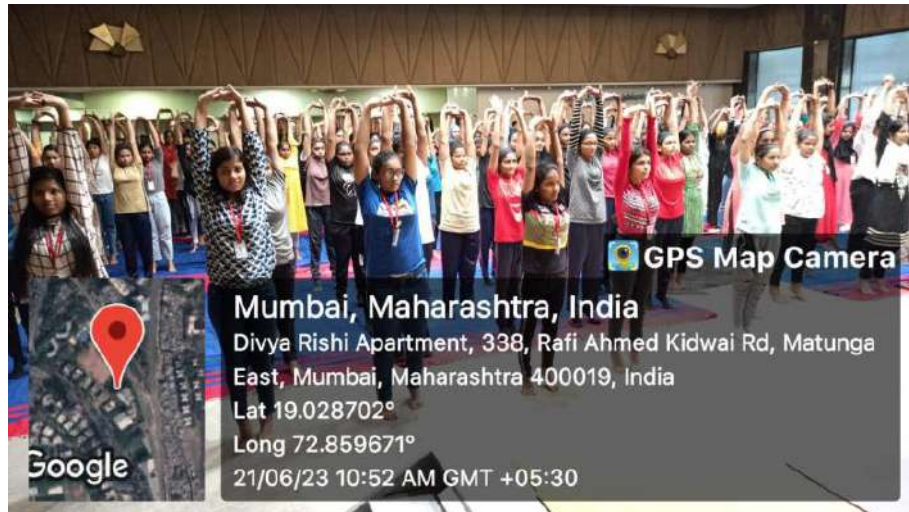 GPS Map Camera
Mumbai, Maharashtra, India
Divya Rishi Apartment, 338, Rafi Ahmed Kidwai Rd, Matunga
East, Mumbai, Maharashtra 400019, India
Lat 19.028702°
Long 72.859671°
21/06/23 10:52 AM GMT +05:30
Google